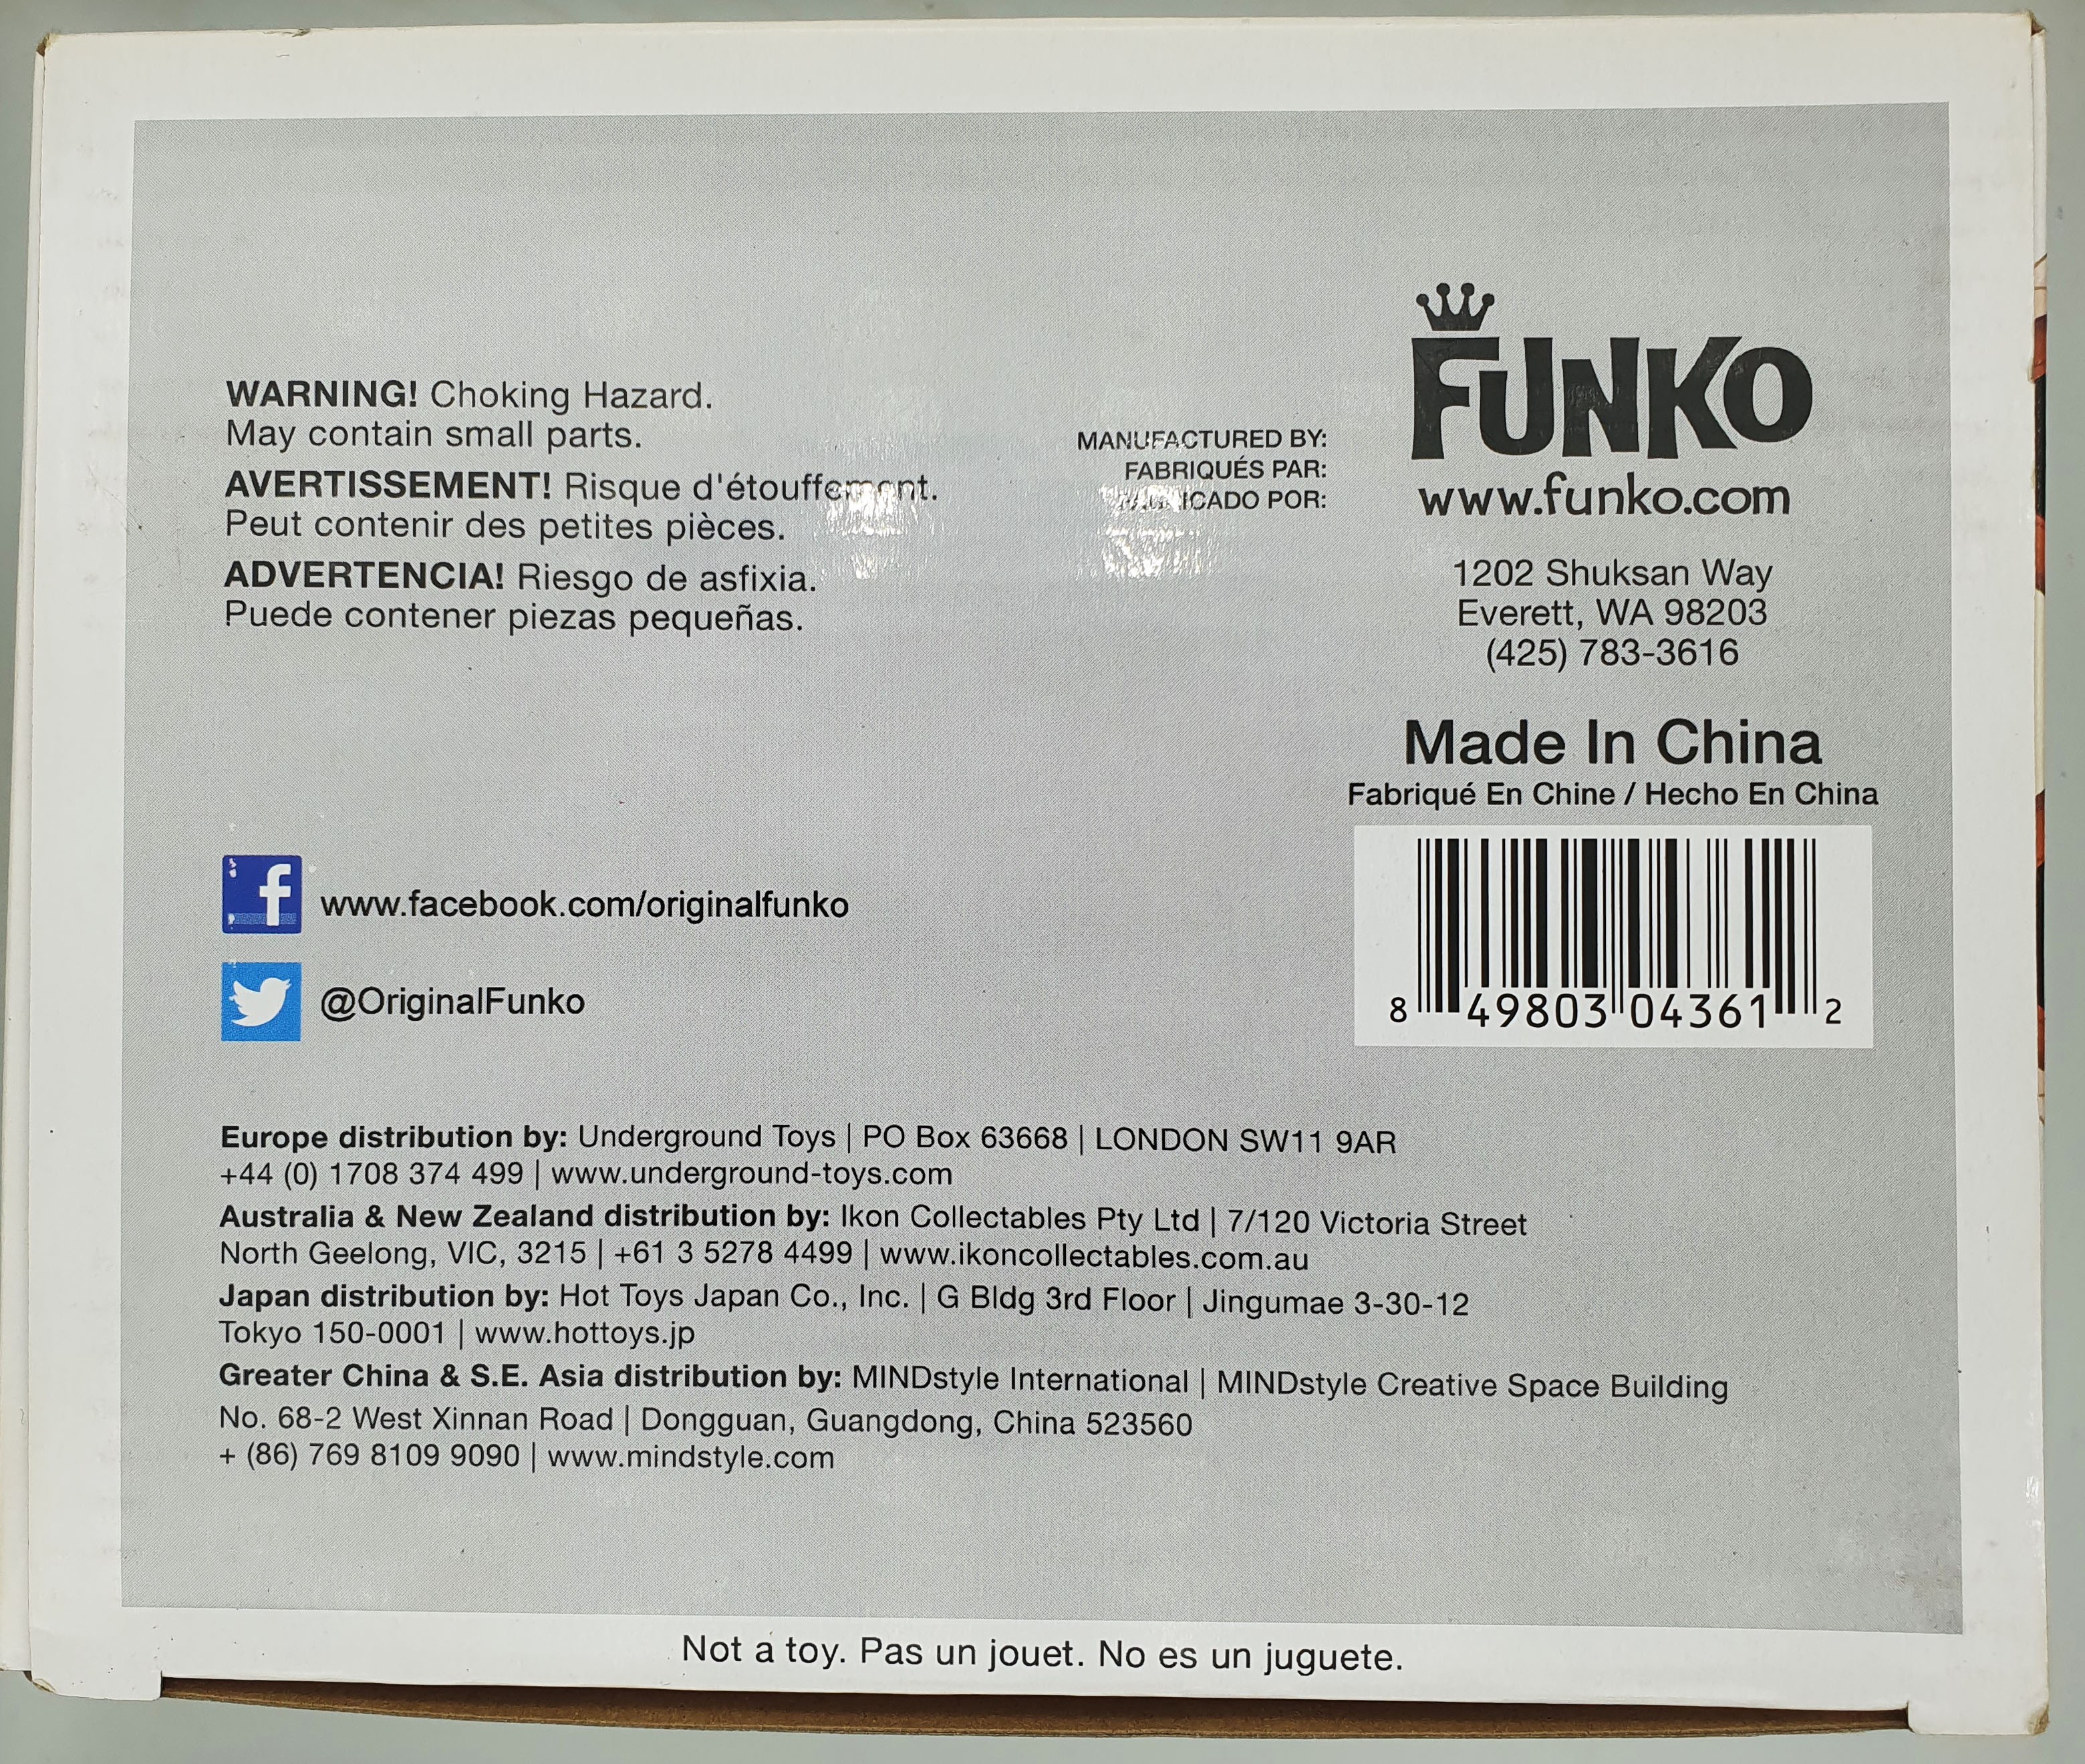 WARNING! Choking Hazard.
May contain small parts.
AVERTISSEMENT! Risque d'étouffement.
Peut contenir des petites pièces.
ADVERTENCIA! Riesgo de asfixia.
Puede contener piezas pequeñas.
MANUFACTURED BY:
FABRIQUÉS PAR:
POR:
FUNKO
www.funko.com
1202 Shuksan Way
Everett, WA 98203
(425) 783-3616
Made In China
Fabriqué En Chine / Hecho En China
8 49803 04361 2
f
www.facebook.com/originalfunko
@OriginalFunko
Europe distribution by: Underground Toys | PO Box 63668 | LONDON SW11 9AR
+44 (0) 1708 374 499 | www.underground-toys.com
Australia & New Zealand distribution by: Ikon Collectables Pty Ltd | 7/120 Victoria Street
North Geelong, VIC, 3215 | +61 3 5278 4499 | www.ikoncollectables.com.au
Japan distribution by: Hot Toys Japan Co., Inc. | G Bldg 3rd Floor | Jingumae 3-30-12
Tokyo 150-0001 | www.hottoys.jp
Greater China & S.E. Asia distribution by: MINDstyle International | MINDstyle Creative Space Building
No. 68-2 West Xinnan Road | Dongguan, Guangdong, China 523560
+ (86) 769 8109 9090 | www.mindstyle.com
Not a toy. Pas un jouet. No es un juguete.